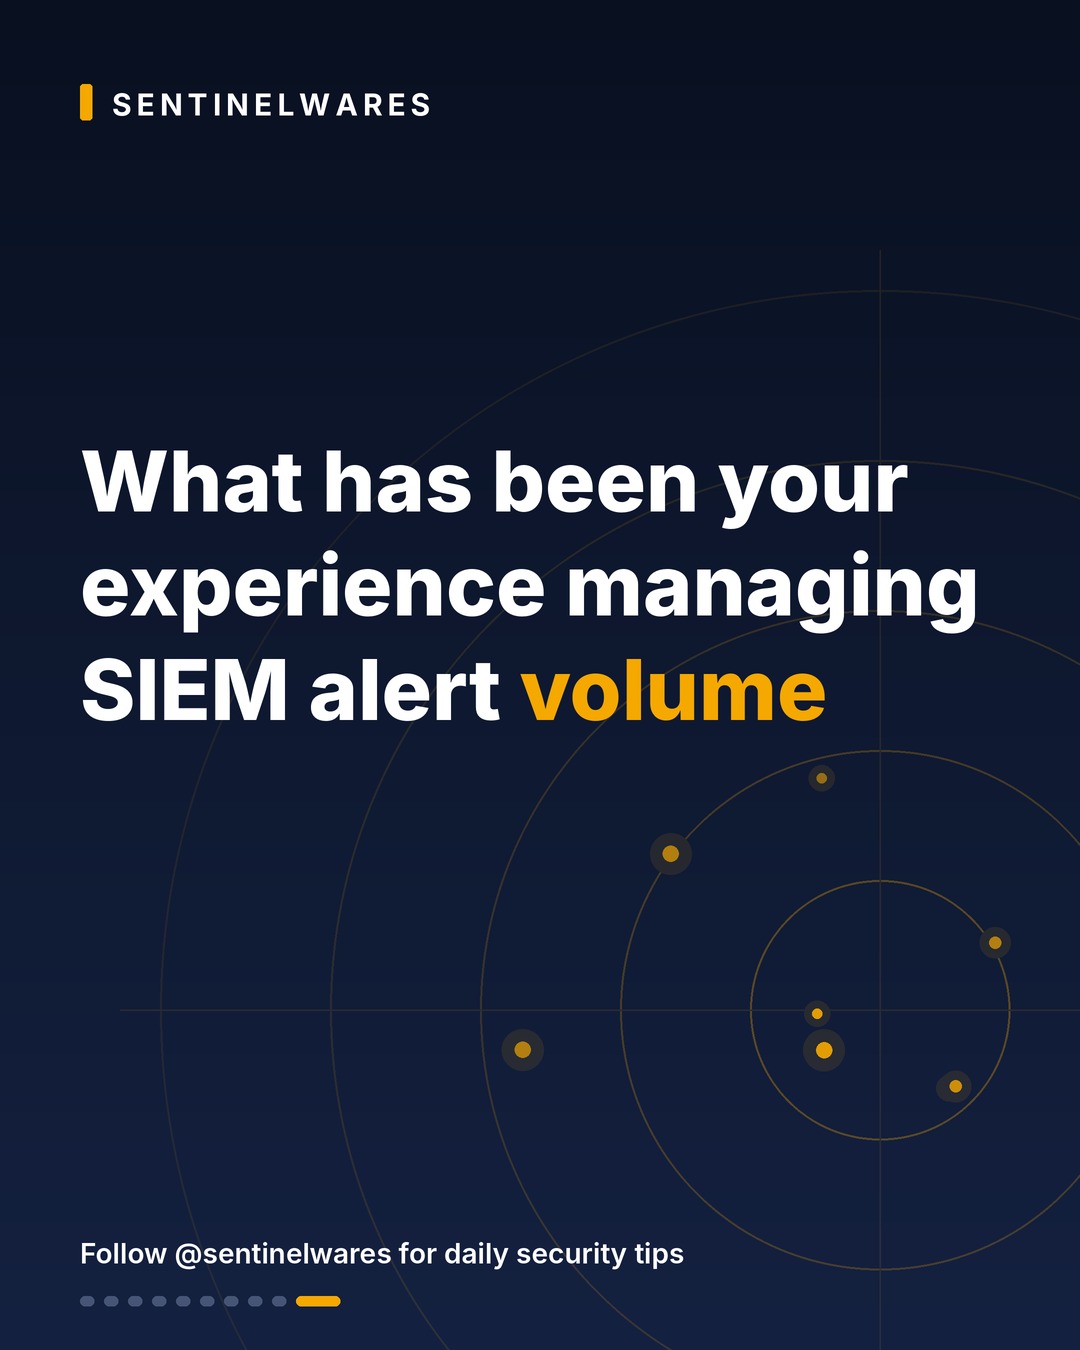 SENTINELWARES
What has been your
experience managing
SIEM alert volume
Follow @sentinelwares for daily security tips